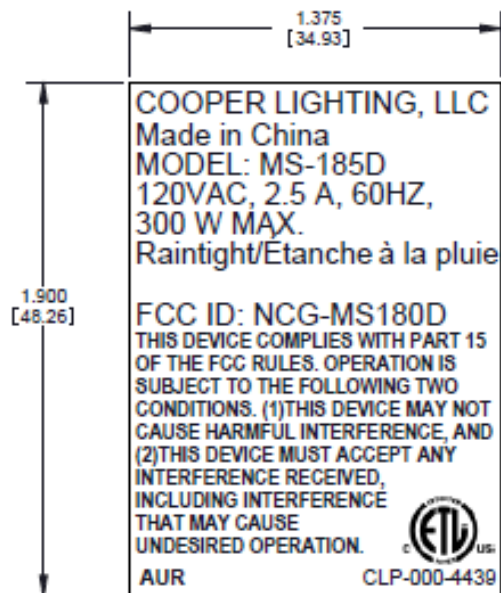 1.375
[34.93]
1.900
[48.26]
COOPER LIGHTING, LLC
Made in China
MODEL: MS-185D
120VAC, 2.5 A, 60HZ,
300 W MAX.
Raintight/Étanche à la pluie
FCC ID: NCG-MS180D
THIS DEVICE COMPLIES WITH PART 15
OF THE FCC RULES. OPERATION IS
SUBJECT TO THE FOLLOWING TWO
CONDITIONS. (1)THIS DEVICE MAY NOT
CAUSE HARMFUL INTERFERENCE, AND
(2)THIS DEVICE MUST ACCEPT ANY
INTERFERENCE RECEIVED,
INCLUDING INTERFERENCE
THAT MAY CAUSE
UNDESIRED OPERATION.
C ETL US
AUR CLP-000-4439